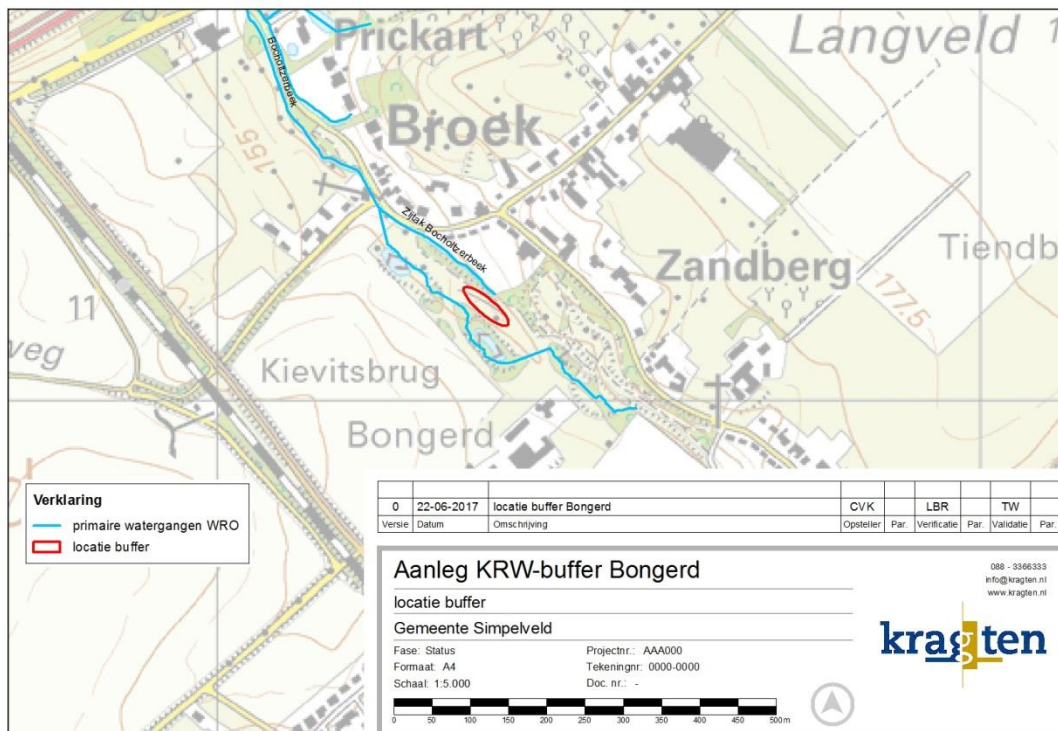 20
Prickart
Langveld 1
Bocholtzerbeek
Broek
155
Zijtak Bocholtzerbeek
Zandberg
Tiendb
177.5
11
veg
Kievitsbrug
Bongerd
Verklaring
primaire watergangen WRO
locatie buffer
0 22-06-2017 locatie buffer Bongerd CVK LBR TW
Versie Datum Omschrijving Opsteller Par. Verificatie Par. Validatie Par.
Aanleg KRW-buffer Bongerd
088 - 3366333
info@kragten.nl
www.kragten.nl
locatie buffer
Gemeente Simpelveld
kragten
Fase: Status Projectnr.: AAA000
Formaat: A4 Tekeningnr: 0000-0000
Schaal: 1:5.000 Doc. nr.: -
0 50 100 150 200 250 300 350 400 450 500m